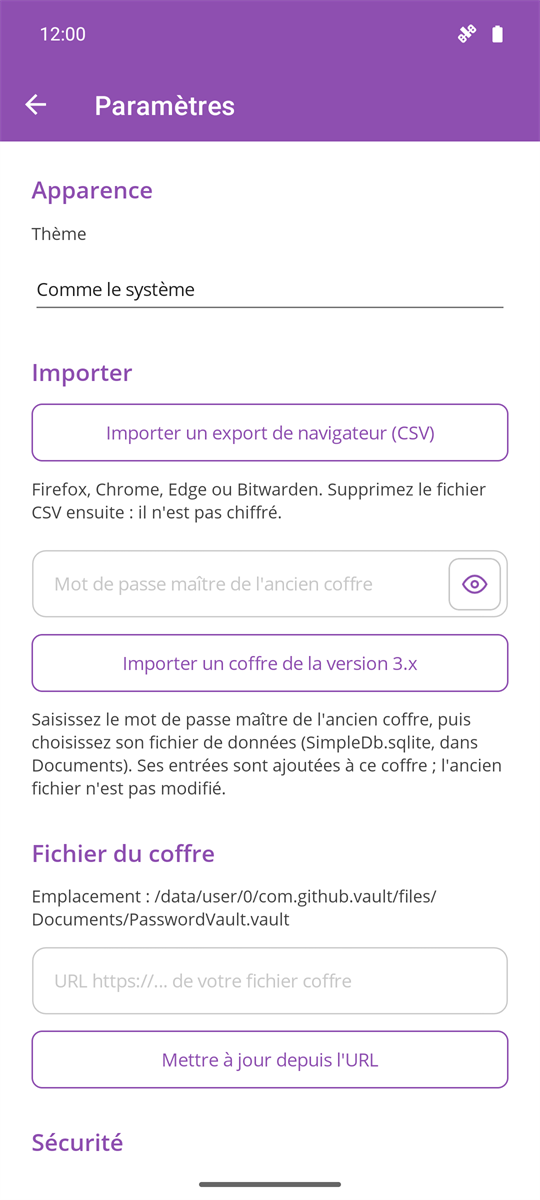 12:00
Paramètres
Apparence
Thème
Comme le système
Importer
Importer un export de navigateur (CSV)
Firefox, Chrome, Edge ou Bitwarden. Supprimez le fichier
CSV ensuite : il n'est pas chiffré.
Mot de passe maître de l'ancien coffre
Importer un coffre de la version 3.x
Saisissez le mot de passe maître de l'ancien coffre, puis
choisissez son fichier de données (SimpleDb.sqlite, dans
Documents). Ses entrées sont ajoutées à ce coffre ; l'ancien
fichier n'est pas modifié.
Fichier du coffre
Emplacement : /data/user/0/com.github.vault/files/
Documents/PasswordVault.vault
URL https://... de votre fichier coffre
Mettre à jour depuis l'URL
Sécurité